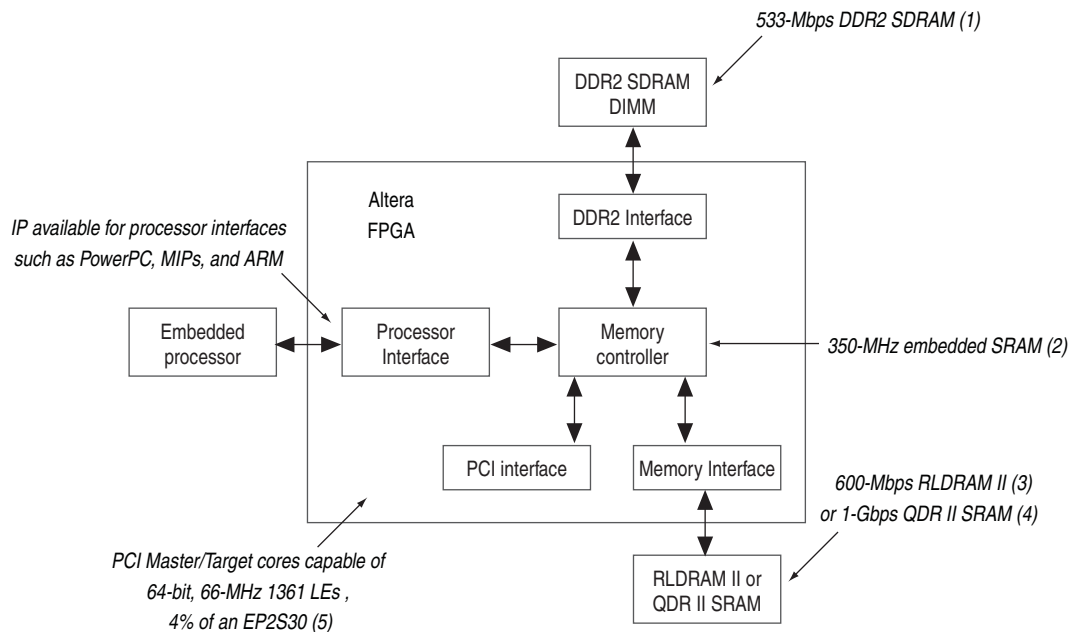 533-Mbps DDR2 SDRAM (1)
DDR2 SDRAM
DIMM
Altera
FPGA
DDR2 Interface
IP available for processor interfaces
such as PowerPC, MIPs, and ARM
Embedded
processor
Processor
Interface
Memory
controller
350-MHz embedded SRAM (2)
PCI interface
Memory Interface
600-Mbps RLDRAM II (3)
or 1-Gbps QDR II SRAM (4)
PCI Master/Target cores capable of
64-bit, 66-MHz 1361 LEs ,
4% of an EP2S30 (5)
RLDRAM II or
QDR II SRAM